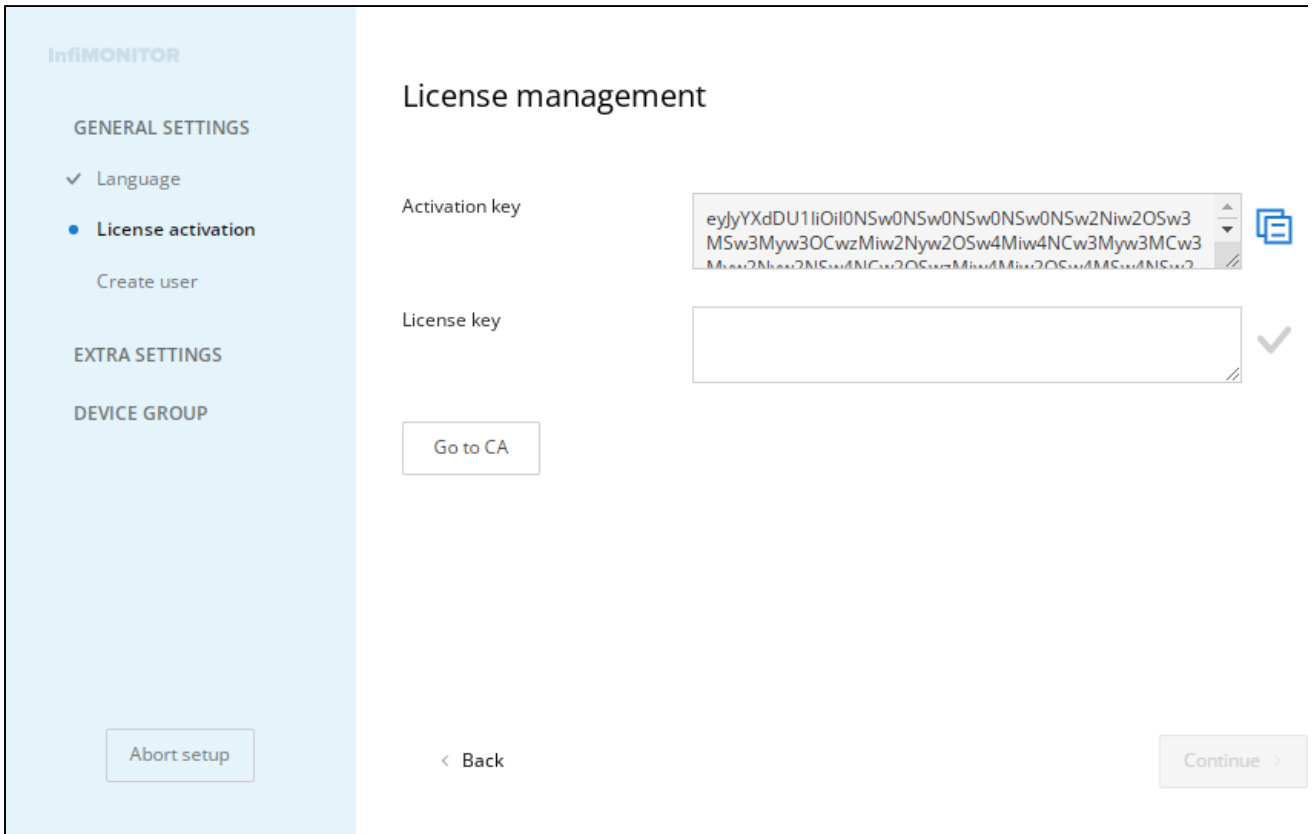 InfiMONITOR
GENERAL SETTINGS
Language
License activation
Create user
EXTRA SETTINGS
DEVICE GROUP
Abort setup
License management
Activation key
eyJyYXdDU1IiOiI0NSw0NSw0NSw0NSw0NSw2Niw2OSw3
MSw3Myw3OCwzMiw2Nyw2OSw4Miw4NCw3Myw3MCw3
Myw2Nyw2NSw4NCw2OSwzMiw4Miw2OSw4MSw4NSw2
License key
Go to CA
Back
Continue